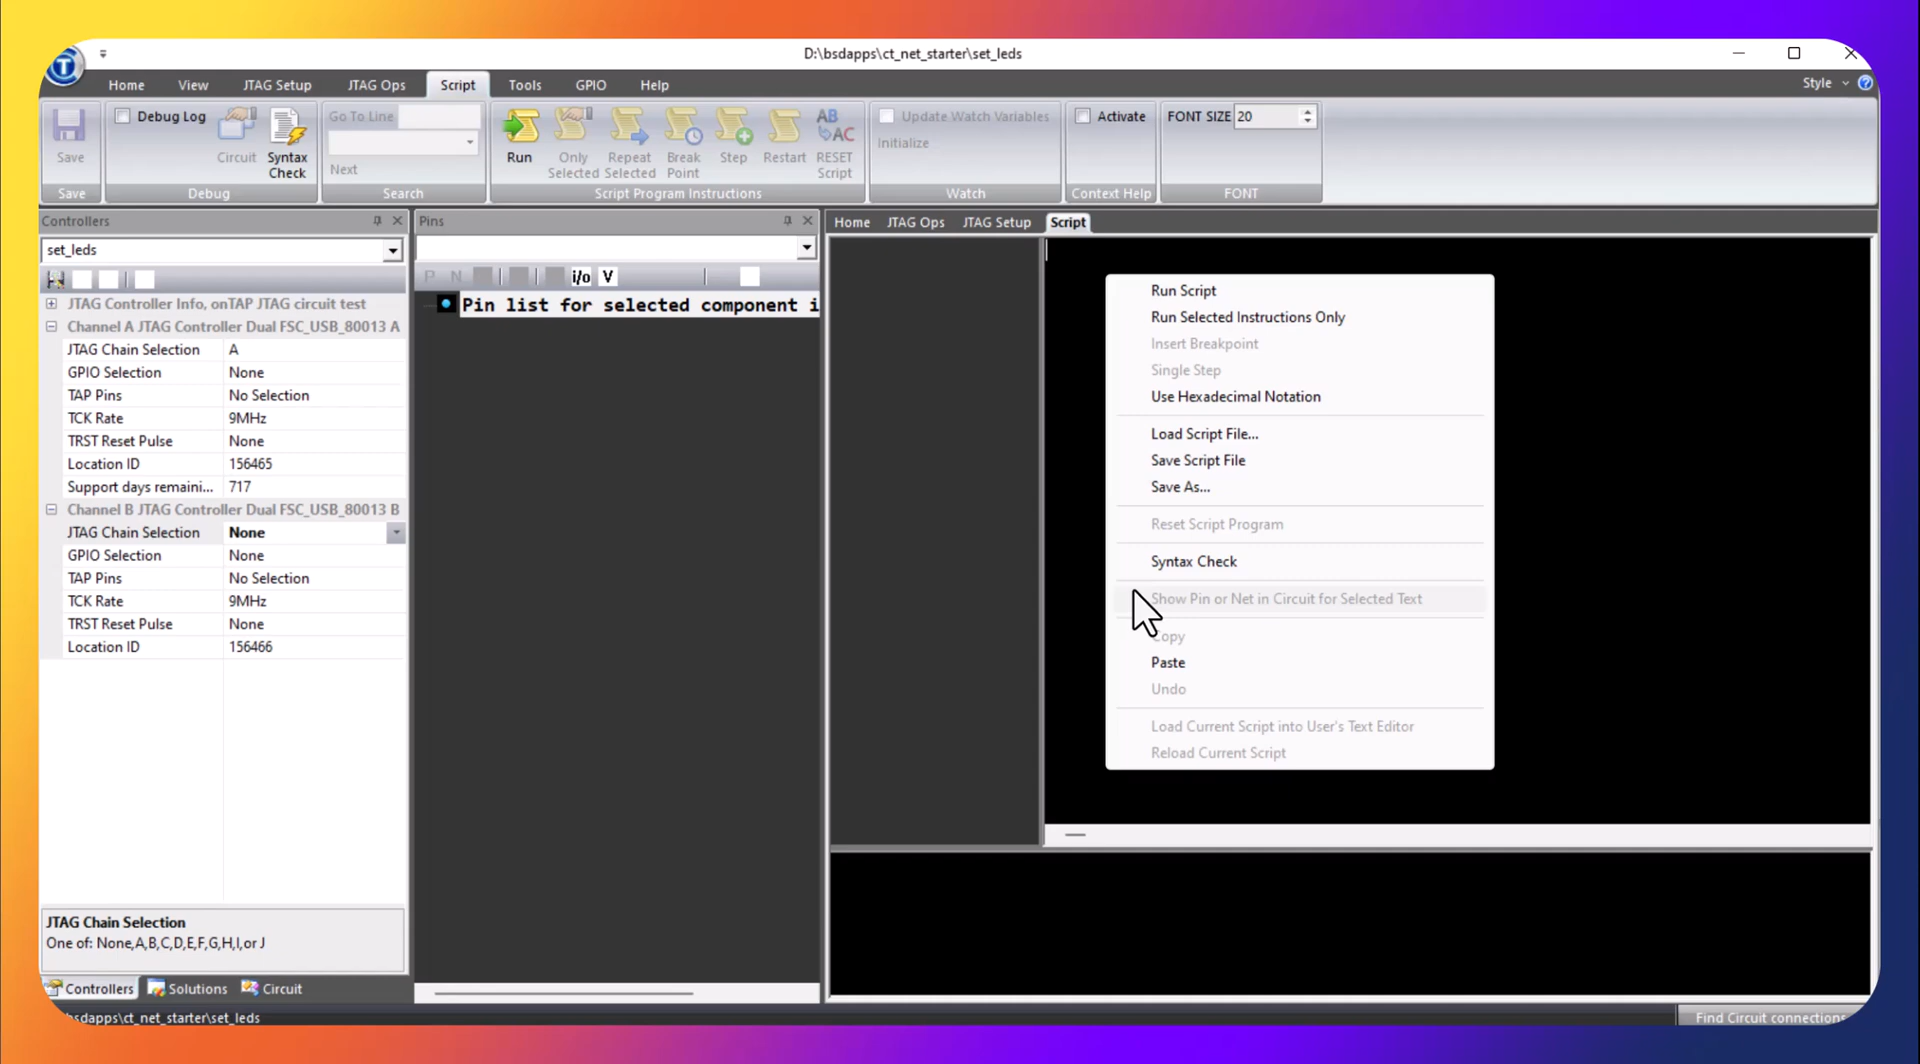 D:\bsdapps\ct_net_starter\set_leds
Home View JTAG Setup JTAG Ops Script Tools GPIO Help Style
Save
Debug Log
Circuit
Syntax Check
Go To Line
Next
Run
Only Selected
Repeat Selected
Break Point
Step
Restart
RESET Script
Update Watch Variables
Initialize
Activate
FONT SIZE 20
Save Debug Search Script Program Instructions Watch Context Help FONT
Controllers
set_leds
JTAG Controller Info, onTAP JTAG circuit test
Channel A JTAG Controller Dual FSC_USB_80013 A
JTAG Chain Selection A
GPIO Selection None
TAP Pins No Selection
TCK Rate 9MHz
TRST Reset Pulse None
Location ID 156465
Support days remaini... 717
Channel B JTAG Controller Dual FSC_USB_80013 B
JTAG Chain Selection None
GPIO Selection None
TAP Pins No Selection
TCK Rate 9MHz
TRST Reset Pulse None
Location ID 156466
JTAG Chain Selection
One of: None,A,B,C,D,E,F,G,H,I,or J
Controllers Solutions Circuit
Pins
P N i/o V
Pin list for selected component i
Home JTAG Ops JTAG Setup Script
Run Script
Run Selected Instructions Only
Insert Breakpoint
Single Step
Use Hexadecimal Notation
Load Script File...
Save Script File
Save As...
Reset Script Program
Syntax Check
Show Pin or Net in Circuit for Selected Text
Copy
Paste
Undo
Load Current Script into User's Text Editor
Reload Current Script
bsdapps\ct_net_starter\set_leds
Find Circuit connections